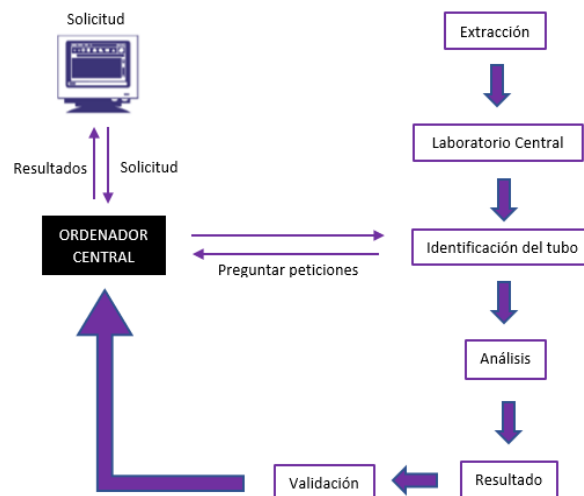 Solicitud
Extracción
Laboratorio Central
Resultados
Solicitud
ORDENADOR
CENTRAL
Identificación del tubo
Preguntar peticiones
Análisis
Validación
Resultado